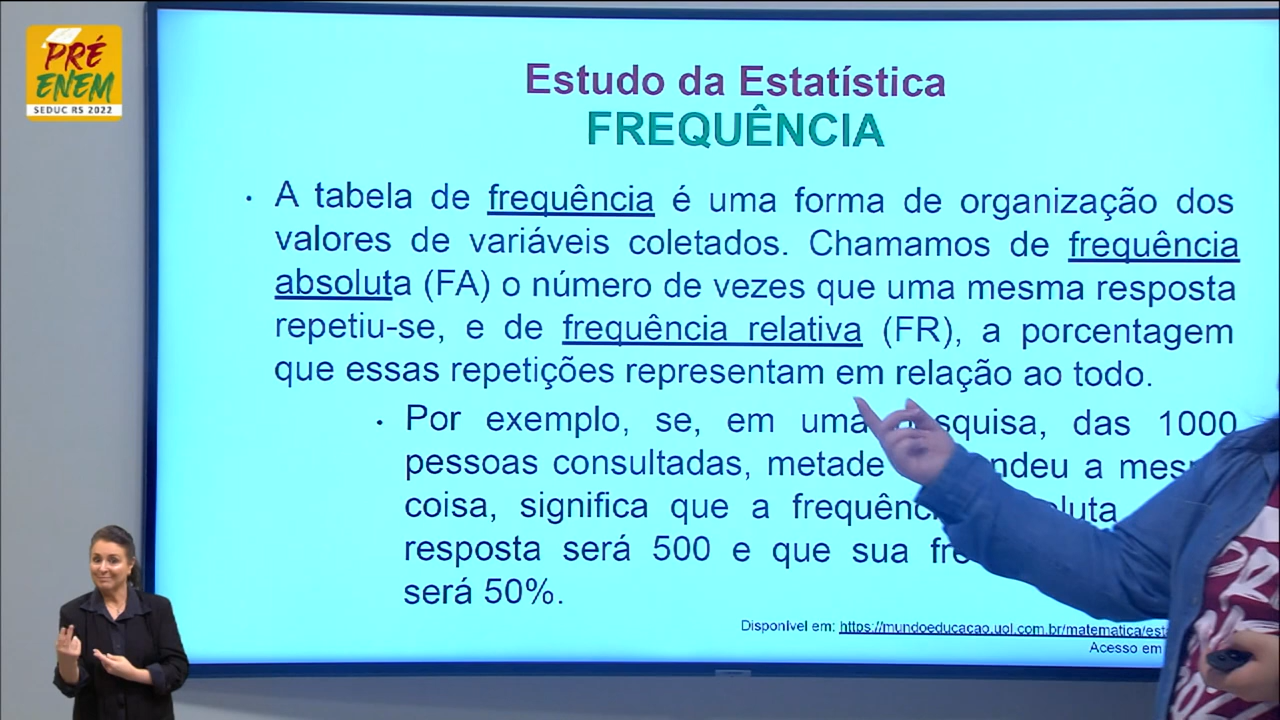 PRÉ
ENEM
SEDUC RS 2022
Estudo da Estatística
FREQUÊNCIA
• A tabela de frequência é uma forma de organização dos
valores de variáveis coletados. Chamamos de frequência
absoluta (FA) o número de vezes que uma mesma resposta
repetiu-se, e de frequência relativa (FR), a porcentagem
que essas repetições representam em relação ao todo.
• Por exemplo, se, em uma squisa, das 1000
pessoas consultadas, metade ndeu a mes
coisa, significa que a frequênc luta
resposta será 500 e que sua fre
será 50%.
Disponível em: https://mundoeducacao.uol.com.br/matematica/est
Acesso em